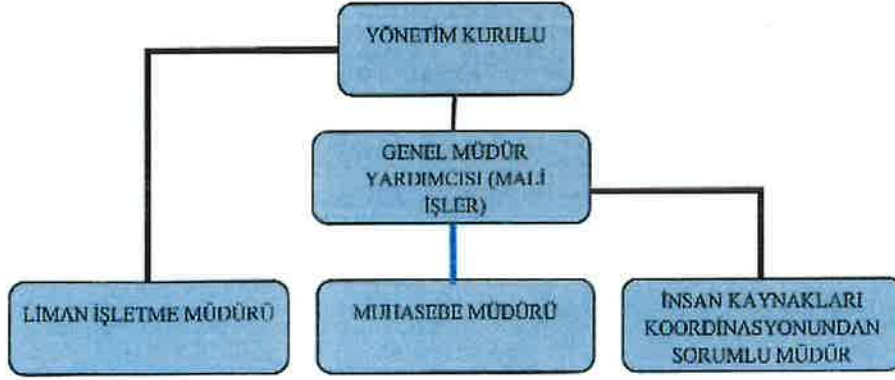 YÖNETİM KURULU
GENEL MÜDÜR
YARDIMCISI (MALİ
İŞLER)
LİMAN İŞLETME MÜDÜRÜ
MUHASEBE MÜDÜRÜ
İNSAN KAYNAKLARI
KOORDİNASYONUNDAN
SORUMLU MÜDÜR